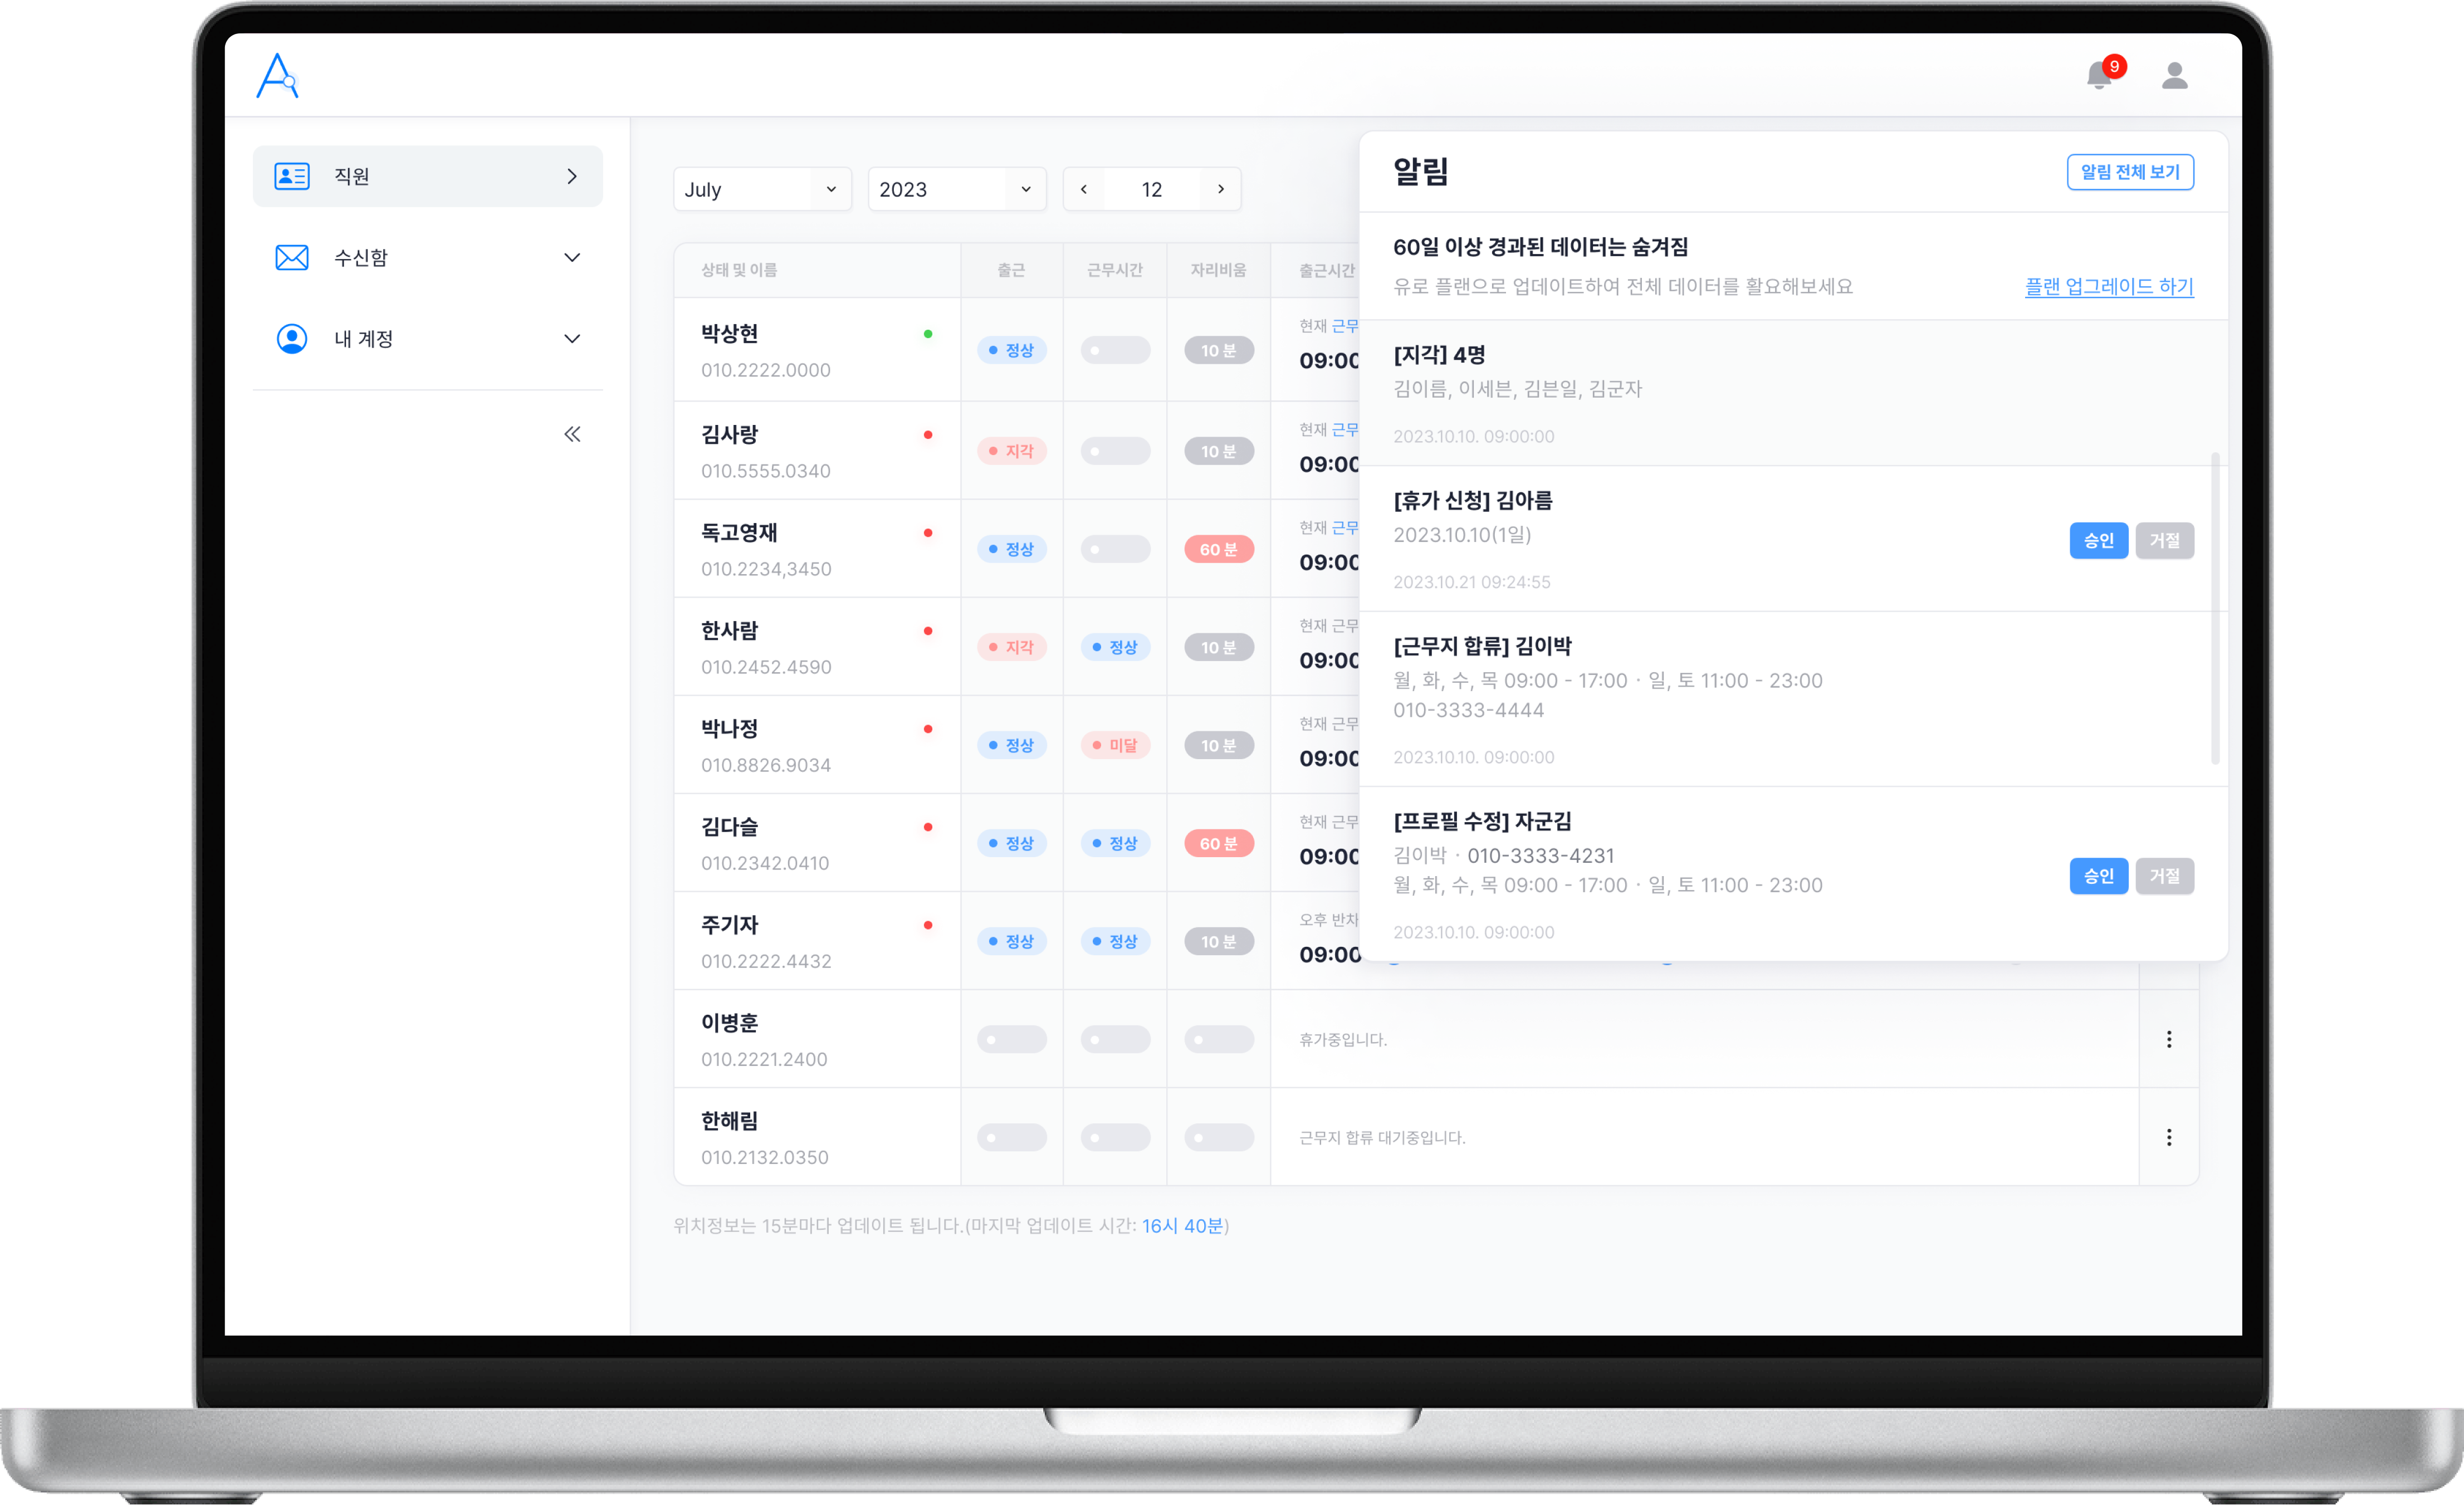 9
직원
수신함
내 계정
July
2023
12
상태 및 이름 출근 근무시간 자리비움 출근시간
박상현
010.2222.0000
정상
10 분
현재 근무
09:00
김사랑
010.5555.0340
지각
10 분
현재 근무
09:00
독고영재
010.2234,3450
정상
60 분
현재 근무
09:00
한사람
010.2452.4590
지각
정상
10 분
현재 근무
09:00
박나정
010.8826.9034
정상
미달
10 분
현재 근무
09:00
김다슬
010.2342.0410
정상
정상
60 분
현재 근무
09:00
주기자
010.2222.4432
정상
정상
10 분
오후 반차
09:00
이병훈
010.2221.2400
휴가중입니다.
한해림
010.2132.0350
근무지 합류 대기중입니다.
위치정보는 15분마다 업데이트 됩니다.(마지막 업데이트 시간: 16시 40분)
알림
알림 전체 보기
60일 이상 경과된 데이터는 숨겨짐
유로 플랜으로 업데이트하여 전체 데이터를 활요해보세요
플랜 업그레이드 하기
[지각] 4명
김이름, 이세븐, 김븐일, 김군자
2023.10.10. 09:00:00
[휴가 신청] 김아름
2023.10.10(1일)
승인
거절
2023.10.21 09:24:55
[근무지 합류] 김이박
월, 화, 수, 목 09:00 - 17:00 · 일, 토 11:00 - 23:00
010-3333-4444
2023.10.10. 09:00:00
[프로필 수정] 자군김
김이박 · 010-3333-4231
월, 화, 수, 목 09:00 - 17:00 · 일, 토 11:00 - 23:00
승인
거절
2023.10.10. 09:00:00